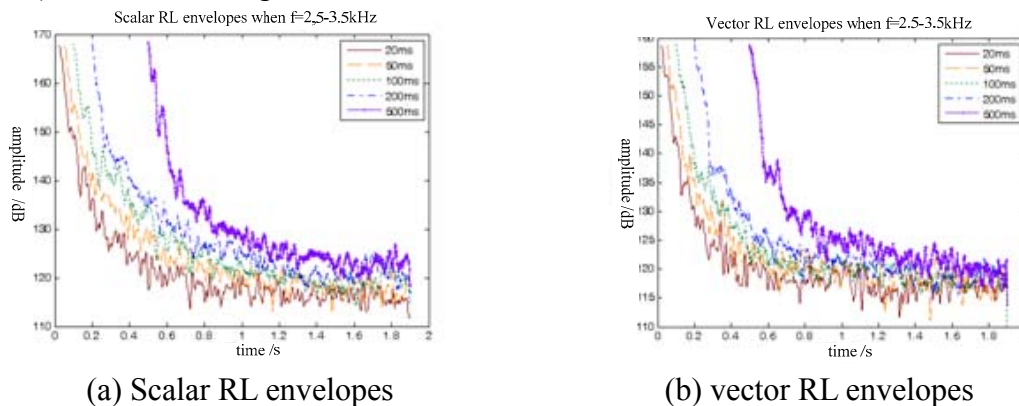 Scalar RL envelopes when f=2,5-3.5kHz
170
160
150
140
130
120
110
0 0.2 0.4 0.6 0.8 1 1.2 1.4 1.6 1.8 2
amplitude /dB
time /s
20ms
50ms
100ms
200ms
500ms
(a) Scalar RL envelopes
Vector RL envelopes when f=2.5-3.5kHz
155
150
145
140
135
130
125
120
115
110
0 0.2 0.4 0.6 0.8 1 1.2 1.4 1.6 1.8
amplitude /dB
time /s
20ms
50ms
100ms
200ms
500ms
(b) vector RL envelopes